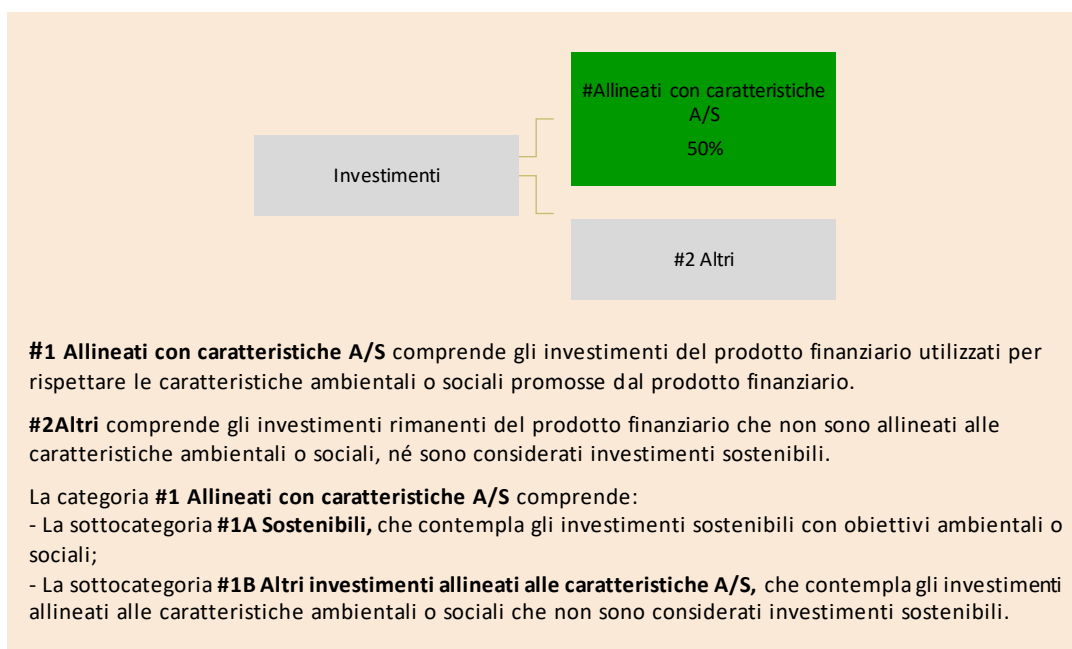 #Allineati con caratteristiche
A/S
50%
Investimenti
#2 Altri
#1 Allineati con caratteristiche A/S comprende gli investimenti del prodotto finanziario utilizzati per
rispettare le caratteristiche ambientali o sociali promosse dal prodotto finanziario.
#2Altri comprende gli investimenti rimanenti del prodotto finanziario che non sono allineati alle
caratteristiche ambientali o sociali, né sono considerati investimenti sostenibili.
La categoria #1 Allineati con caratteristiche A/S comprende:
- La sottocategoria #1A Sostenibili, che contempla gli investimenti sostenibili con obiettivi ambientali o
sociali;
- La sottocategoria #1B Altri investimenti allineati alle caratteristiche A/S, che contempla gli investimenti
allineati alle caratteristiche ambientali o sociali che non sono considerati investimenti sostenibili.